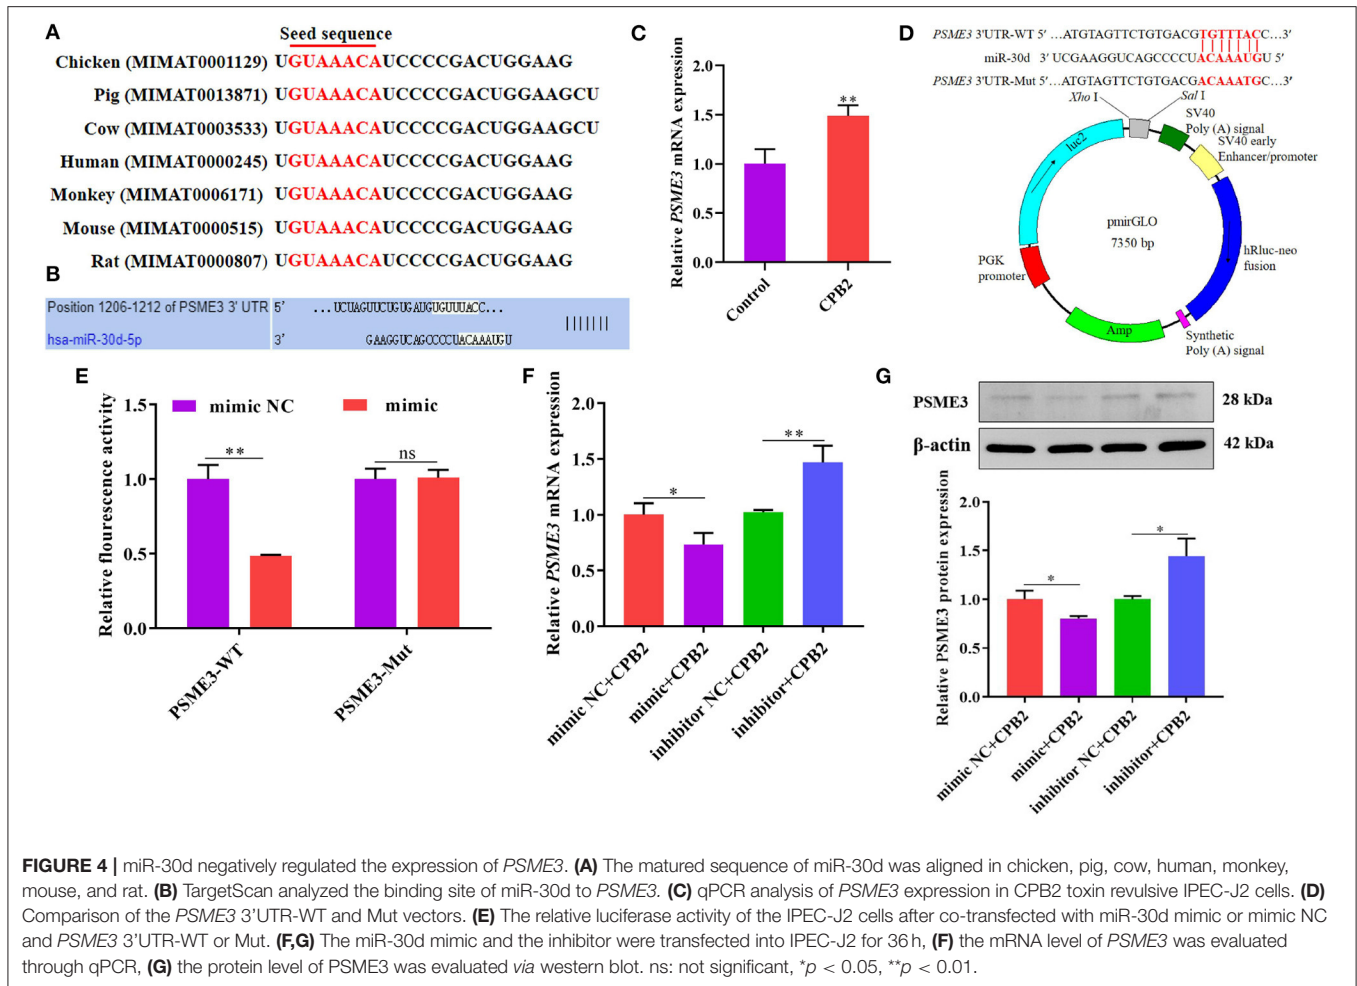 A
Seed sequence
Chicken (MIMAT0001129) UGUAAACAUCCCCGACUGGAAG
Pig (MIMAT0013871) UGUAAACAUCCCCGACUGGAAGCU
Cow (MIMAT0003533) UGUAAACAUCCCCGACUGGAAGCU
Human (MIMAT0000245) UGUAAACAUCCCCGACUGGAAG
Monkey (MIMAT0006171) UGUAAACAUCCCCGACUGGAAG
Mouse (MIMAT0000515) UGUAAACAUCCCCGACUGGAAG
Rat (MIMAT0000807) UGUAAACAUCCCCGACUGGAAG
B
Position 1206-1212 of PSME3 3' UTR 5' ...UCUAGUUCUGUGAUGUGUUUACC...
hsa-miR-30d-5p 3' GAAGGUCAGCCCCUACAAAUGU
C
Relative PSME3 mRNA expression
2.0
1.5
1.0
0.5
0.0
**
Control
CPB2
D
PSME3 3'UTR-WT 5' ...ATGTAGTTCTGTGACGTGTTTACC...3'
miR-30d 3' UCGAAGGUCAGCCCCUACAAAUGU 5'
PSME3 3'UTR-Mut 5'...ATGTAGTTCTGTGACGACAAATGC...3'
Xho I
Sal I
SV40
Poly (A) signal
SV40 early
Enhancer/promoter
luc2
pmirGLO
7350 bp
hRluc-neo
fusion
PGK
promoter
Amp
Synthetic
Poly (A) signal
E
Relative flourescence activity
1.5
1.0
0.5
0.0
mimic NC
mimic
**
ns
PSME3-WT
PSME3-Mut
F
Relative PSME3 mRNA expression
2.0
1.5
1.0
0.5
0.0
*
**
mimic NC+CPB2
mimic+CPB2
inhibitor NC+CPB2
inhibitor+CPB2
G
PSME3
28 kDa
β-actin
42 kDa
Relative PSME3 protein expression
2.0
1.5
1.0
0.5
0.0
*
*
mimic NC+CPB2
mimic+CPB2
inhibitor NC+CPB2
inhibitor+CPB2
FIGURE 4 | miR-30d negatively regulated the expression of PSME3. (A) The matured sequence of miR-30d was aligned in chicken, pig, cow, human, monkey,
mouse, and rat. (B) TargetScan analyzed the binding site of miR-30d to PSME3. (C) qPCR analysis of PSME3 expression in CPB2 toxin revulsive IPEC-J2 cells. (D)
Comparison of the PSME3 3'UTR-WT and Mut vectors. (E) The relative luciferase activity of the IPEC-J2 cells after co-transfected with miR-30d mimic or mimic NC
and PSME3 3'UTR-WT or Mut. (F,G) The miR-30d mimic and the inhibitor were transfected into IPEC-J2 for 36 h, (F) the mRNA level of PSME3 was evaluated
through qPCR, (G) the protein level of PSME3 was evaluated via western blot. ns: not significant, *p < 0.05, **p < 0.01.